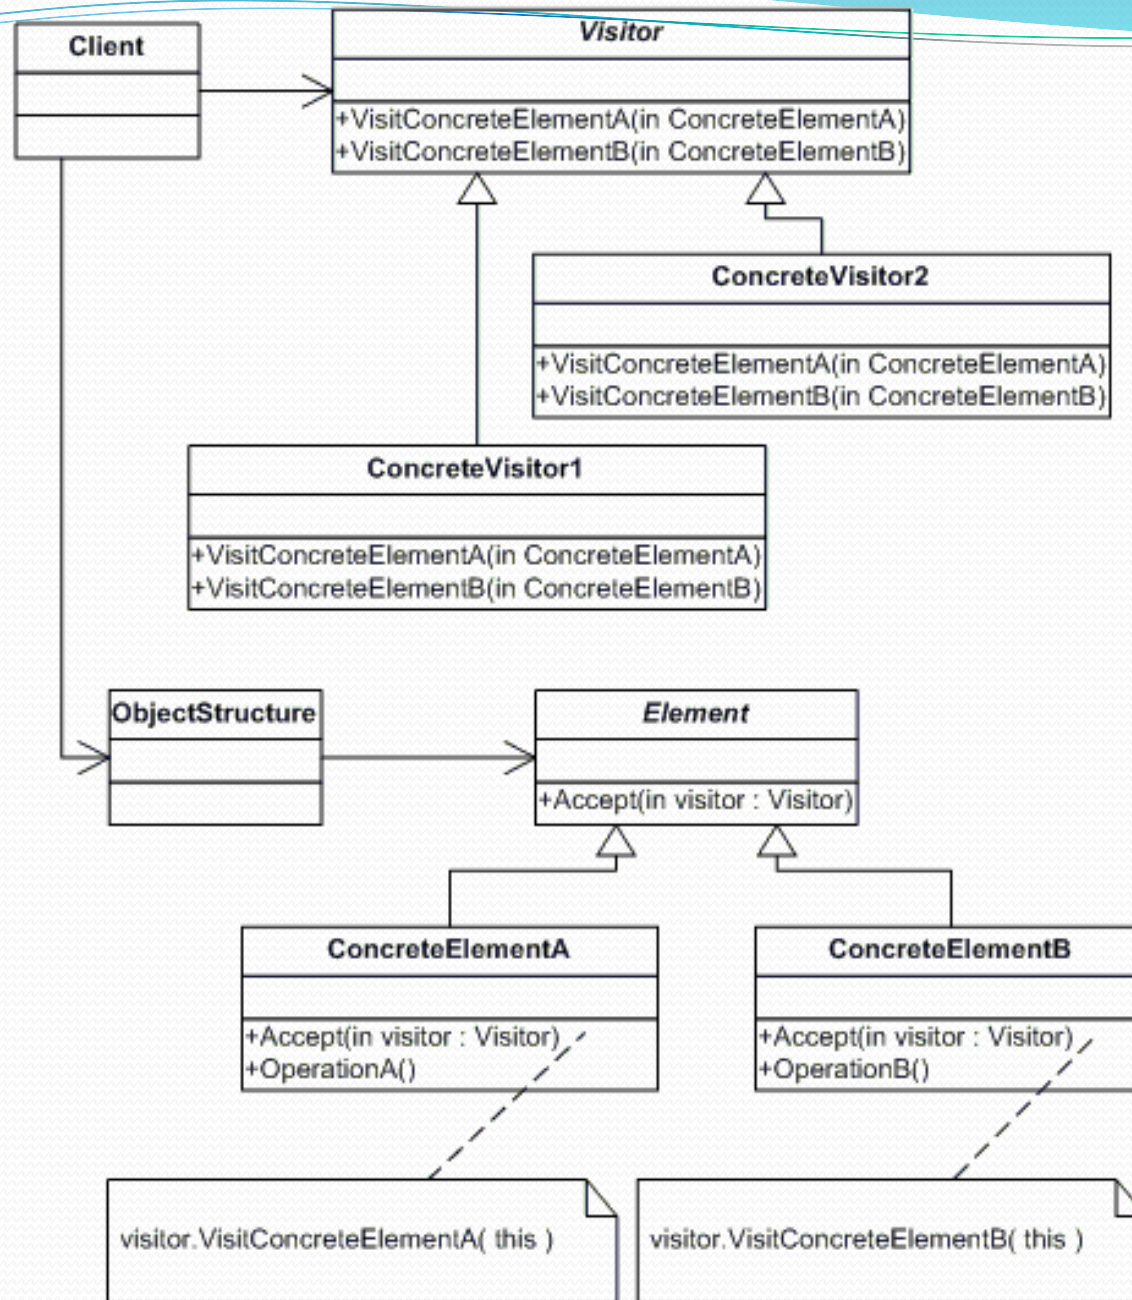 Client
Visitor
+VisitConcreteElementA(in ConcreteElementA)
+VisitConcreteElementB(in ConcreteElementB)
ConcreteVisitor2
+VisitConcreteElementA(in ConcreteElementA)
+VisitConcreteElementB(in ConcreteElementB)
ConcreteVisitor1
+VisitConcreteElementA(in ConcreteElementA)
+VisitConcreteElementB(in ConcreteElementB)
ObjectStructure
Element
+Accept(in visitor : Visitor)
ConcreteElementA
+Accept(in visitor : Visitor)
+OperationA()
ConcreteElementB
+Accept(in visitor : Visitor)
+OperationB()
visitor.VisitConcreteElementA( this )
visitor.VisitConcreteElementB( this )